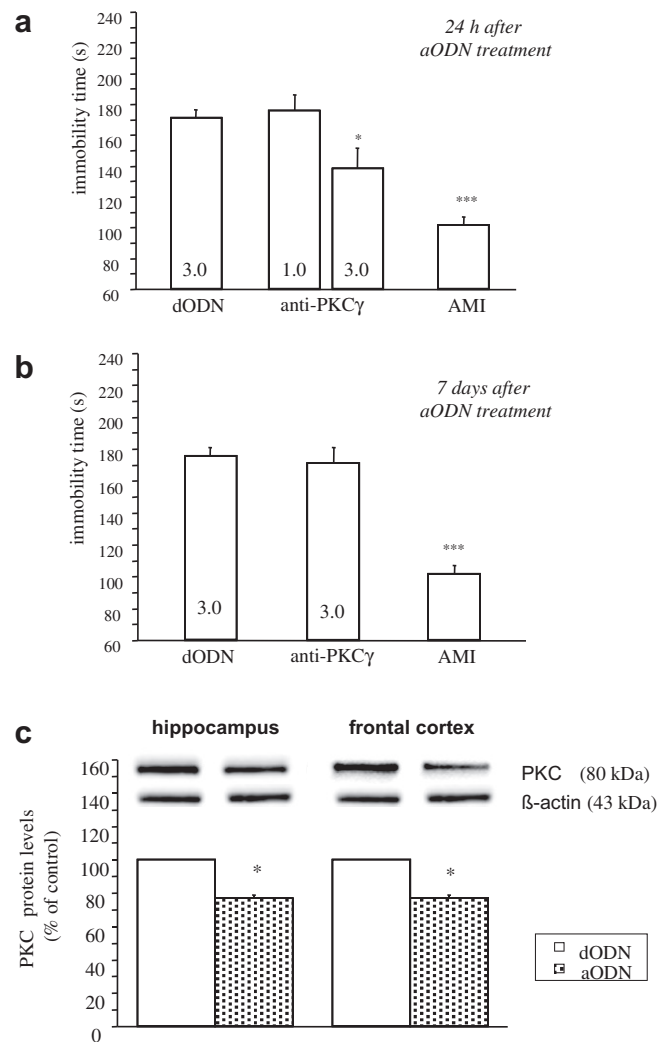 a
24 h after
aODN treatment
immobility time (s)
240
220
200
180
160
140
120
100
80
60
*
***
3.0
1.0
3.0
dODN
anti-PKCγ
AMI
b
7 days after
aODN treatment
immobility time (s)
240
220
200
180
160
140
120
100
80
60
***
3.0
3.0
dODN
anti-PKCγ
AMI
c
hippocampus
frontal cortex
PKC (80 kDa)
ß-actin (43 kDa)
PKC protein levels
(% of control)
160
140
120
100
80
60
40
20
0
*
*
dODN
aODN